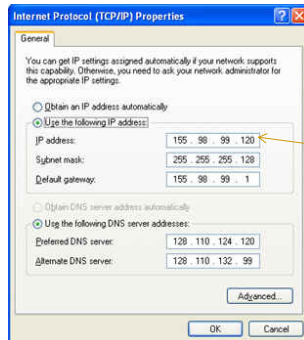 Internet Protocol (TCP/IP) Properties
General
You can get IP settings assigned automatically if your network supports
this capability. Otherwise, you need to ask your network administrator for
the appropriate IP settings.
Obtain an IP address automatically
Use the following IP address:
IP address: 155 . 98 . 99 . 120
Subnet mask: 255 . 255 . 255 . 128
Default gateway: 155 . 98 . 99 . 1
Obtain DNS server address automatically
Use the following DNS server addresses:
Preferred DNS server: 128 . 110 . 124 . 120
Alternate DNS server: 128 . 110 . 132 . 99
Advanced...
OK Cancel